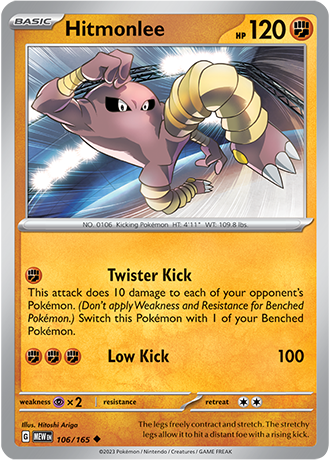 BASIC
Hitmonlee
HP 120
NO. 0106 Kicking Pokémon HT: 4'11" WT: 109.8 lbs.
Twister Kick
This attack does 10 damage to each of your opponent's
Pokémon. (Don't apply Weakness and Resistance for Benched
Pokémon.) Switch this Pokémon with 1 of your Benched
Pokémon.
Low Kick 100
weakness ×2 resistance retreat
Illus. Hitoshi Ariga
G MEW EN 106/165
The legs freely contract and stretch. The stretchy
legs allow it to hit a distant foe with a rising kick.
©2023 Pokémon / Nintendo / Creatures / GAME FREAK